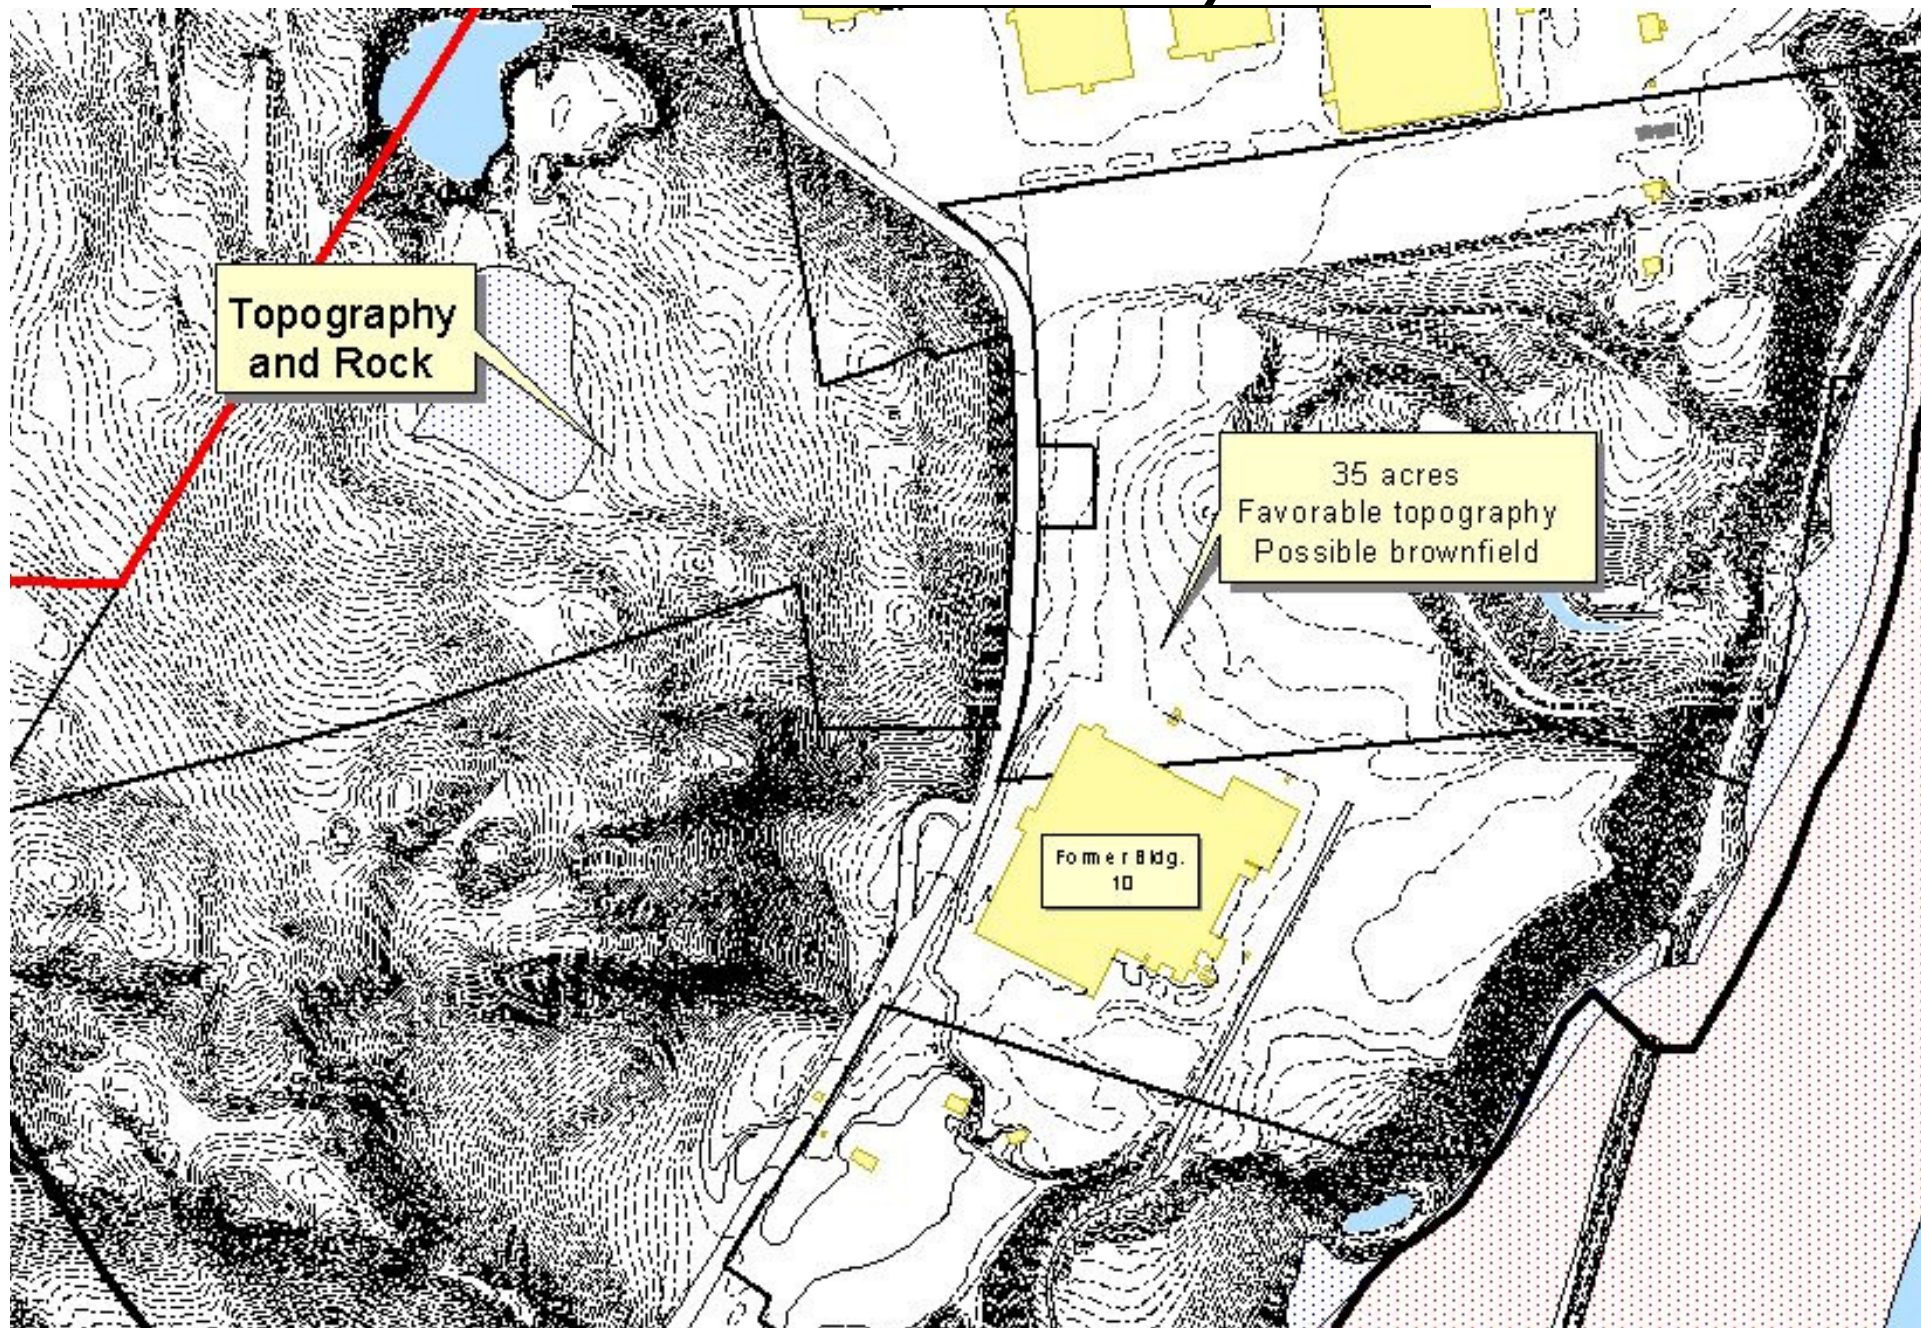 Topography
and Rock
35 acres
Favorable topography
Possible brownfield
Former Bldg.
10